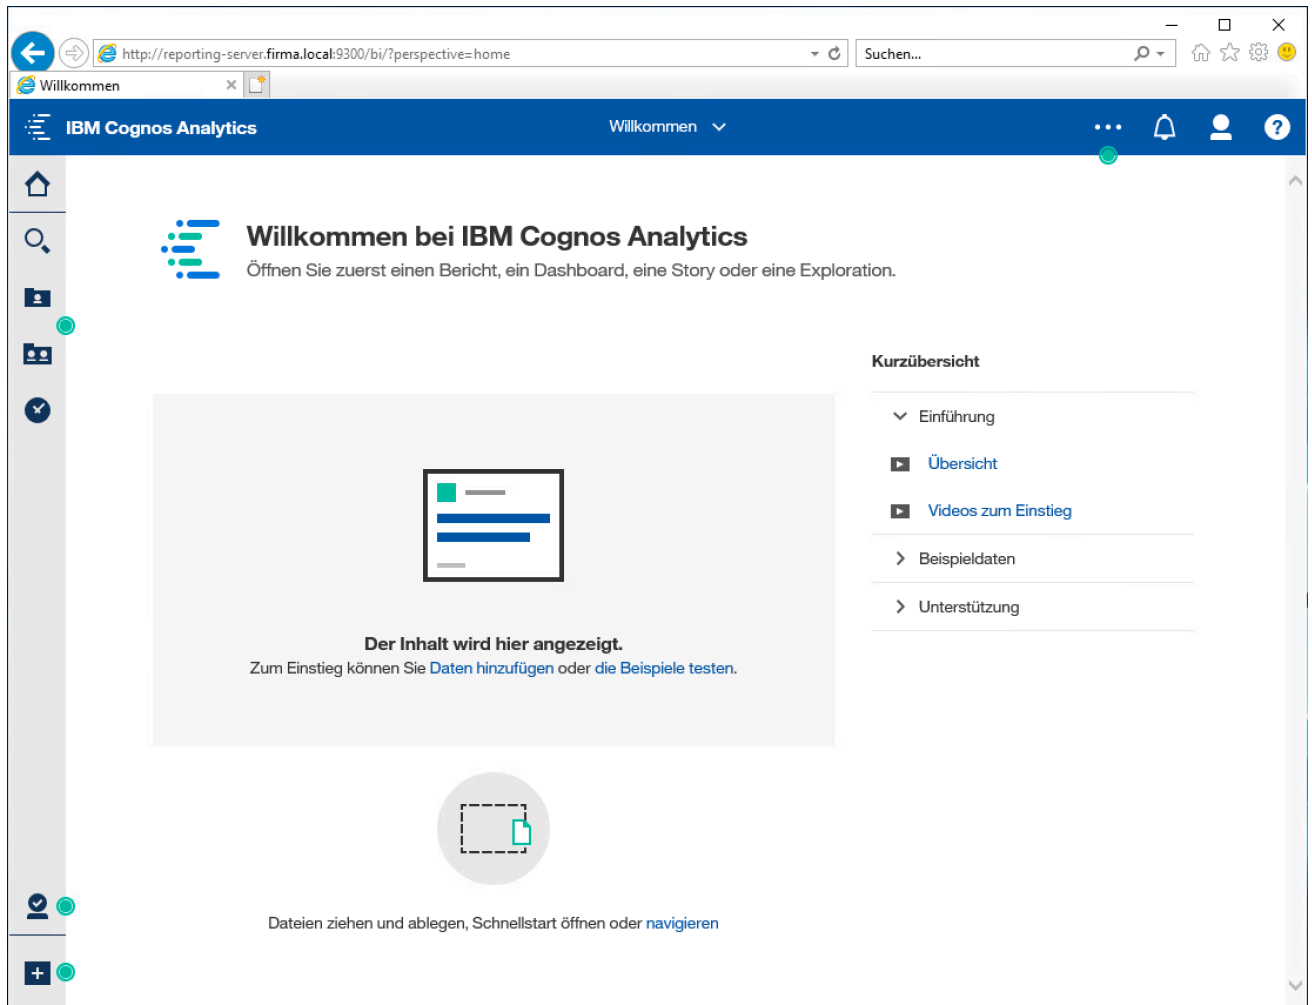 http://reporting-server.firma.local:9300/bi/?perspective=home
Suchen...
Willkommen
IBM Cognos Analytics
Willkommen
?
Willkommen bei IBM Cognos Analytics
Öffnen Sie zuerst einen Bericht, ein Dashboard, eine Story oder eine Exploration.
Kurzübersicht
Einführung
Übersicht
Videos zum Einstieg
Beispieldaten
Unterstützung
Der Inhalt wird hier angezeigt.
Zum Einstieg können Sie Daten hinzufügen oder die Beispiele testen.
Dateien ziehen und ablegen, Schnellstart öffnen oder navigieren